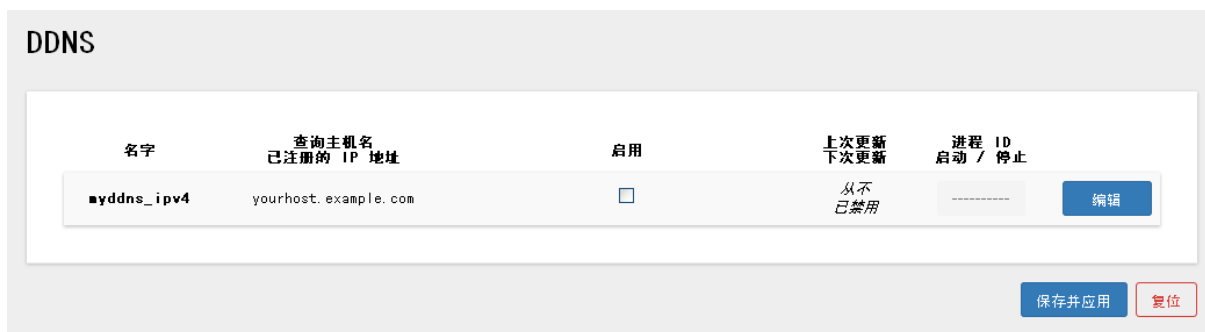 DDNS
名字
查询主机名
已注册的 IP 地址
启用
上次更新
下次更新
进程 ID
启动 / 停止
myddns_ipv4
yourhost.example.com
从不
已禁用
----------
编辑
保存并应用
复位